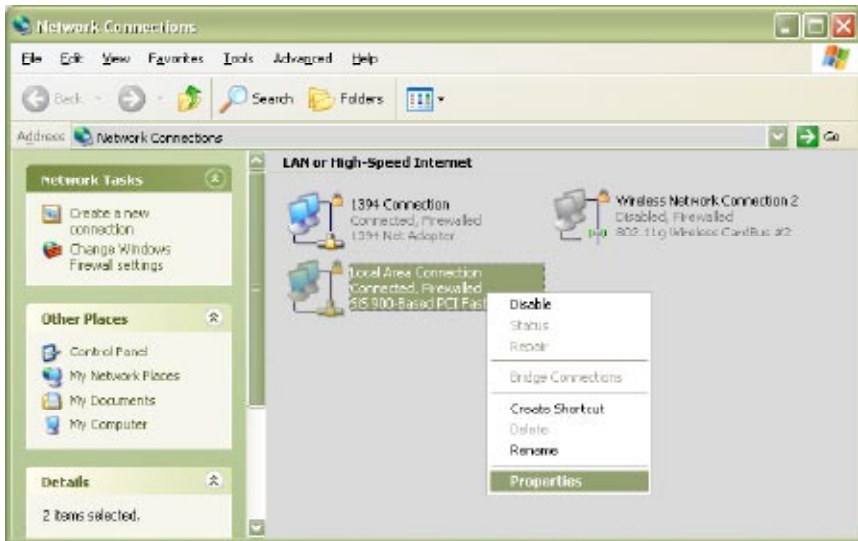 Network Connections
File Edit View Favorites Tools Advanced Help
Back Search Folders
Address Network Connections Go
Network Tasks
Create a new
connection
Change Windows
Firewall settings
Other Places
Control Panel
My Network Places
My Documents
My Computer
Details
2 items selected.
LAN or High-Speed Internet
1394 Connection
Connected, Firewalled
1394 Net Adapter
Wireless Network Connection 2
Disabled, Firewalled
802.11g Wireless CardBus #2
Local Area Connection
Connected, Firewalled
SiS 900-Based PCI Fast
Disable
Status
Repair
Bridge Connections
Create Shortcut
Delete
Rename
Properties